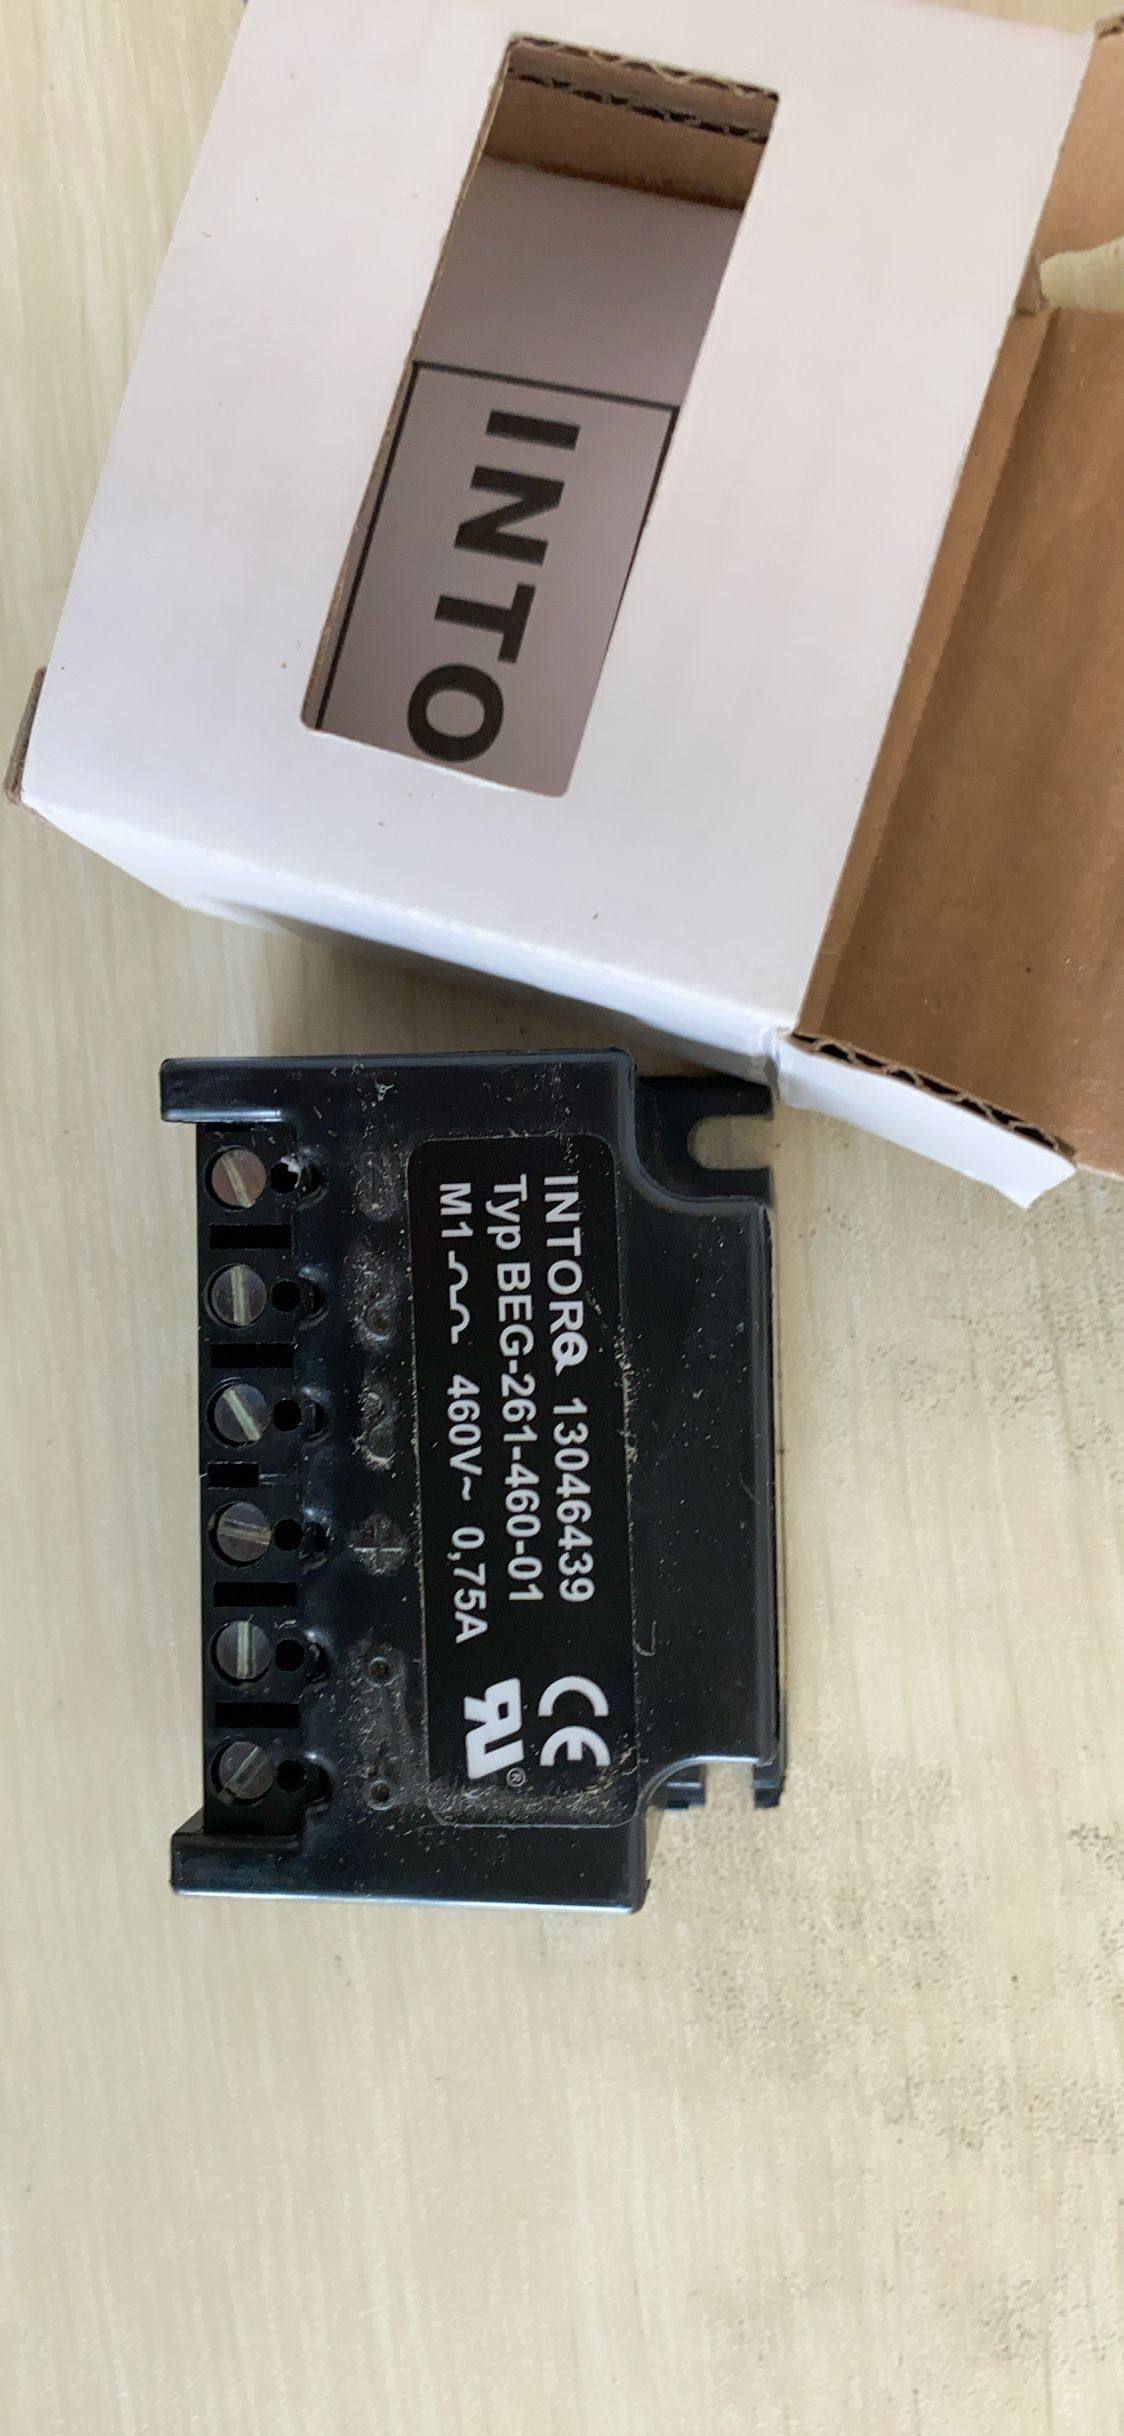 INTO
INTORQ 13046439 CE
Typ BEG-261-460-01
M1 460V~ 0,75A
- ~ ~ +